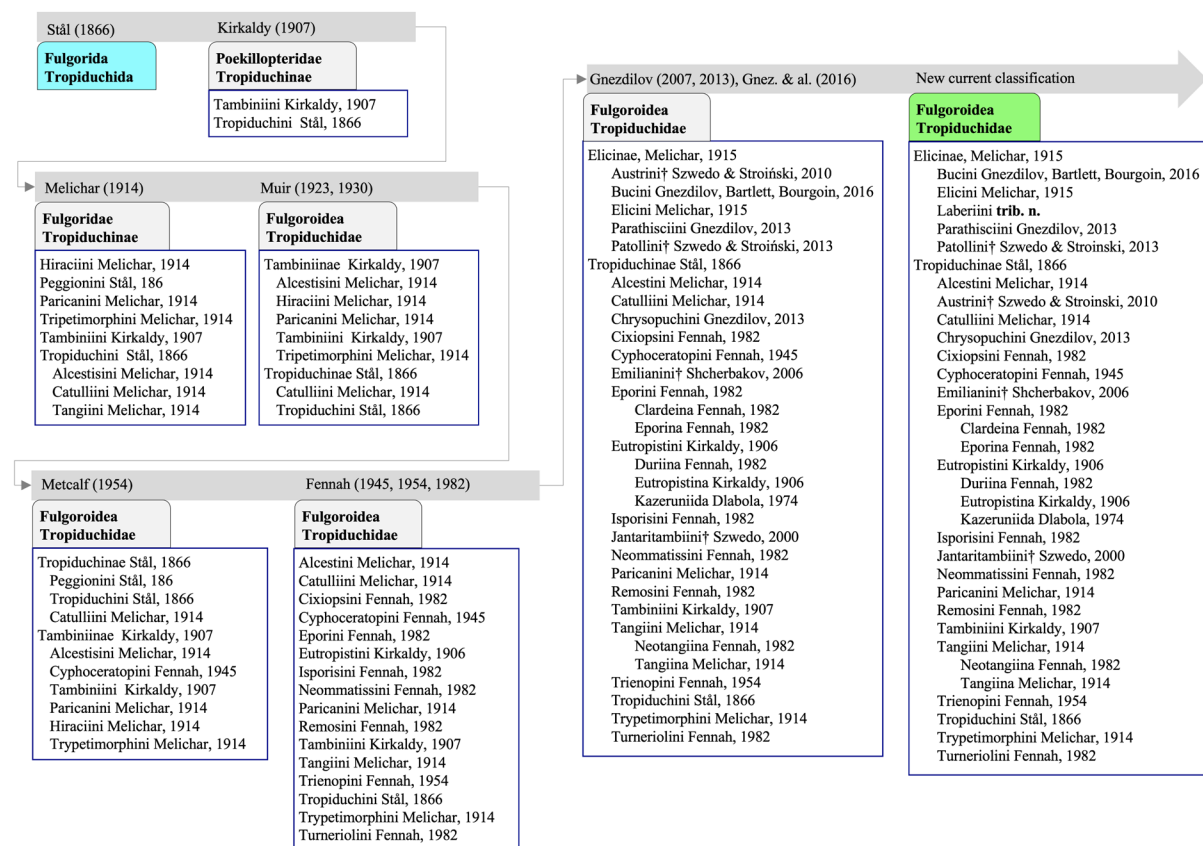 Stål (1866)
Kirkaldy (1907)
Fulgorida
Tropiduchida
Poekillopteridae
Tropiduchinae
Tambiniini Kirkaldy, 1907
Tropiduchini Stål, 1866
Melichar (1914)
Muir (1923, 1930)
Fulgoridae
Tropiduchinae
Hiraciini Melichar, 1914
Peggionini Stål, 186
Paricanini Melichar, 1914
Tripetimorphini Melichar, 1914
Tambiniini Kirkaldy, 1907
Tropiduchini Stål, 1866
Alcestisini Melichar, 1914
Catulliini Melichar, 1914
Tangiini Melichar, 1914
Fulgoroidea
Tropiduchidae
Tambiniinae Kirkaldy, 1907
Alcestisini Melichar, 1914
Hiraciini Melichar, 1914
Paricanini Melichar, 1914
Tambiniini Kirkaldy, 1907
Tripetimorphini Melichar, 1914
Tropiduchinae Stål, 1866
Catulliini Melichar, 1914
Tropiduchini Stål, 1866
Metcalf (1954)
Fennah (1945, 1954, 1982)
Fulgoroidea
Tropiduchidae
Tropiduchinae Stål, 1866
Peggionini Stål, 186
Tropiduchini Stål, 1866
Catulliini Melichar, 1914
Tambiniinae Kirkaldy, 1907
Alcestisini Melichar, 1914
Cyphoceratopini Fennah, 1945
Tambiniini Kirkaldy, 1907
Paricanini Melichar, 1914
Hiraciini Melichar, 1914
Trypetimorphini Melichar, 1914
Fulgoroidea
Tropiduchidae
Alcestini Melichar, 1914
Catulliini Melichar, 1914
Cixiopsini Fennah, 1982
Cyphoceratopini Fennah, 1945
Eporini Fennah, 1982
Eutropistini Kirkaldy, 1906
Isporisini Fennah, 1982
Neommatissini Fennah, 1982
Paricanini Melichar, 1914
Remosini Fennah, 1982
Tambiniini Kirkaldy, 1907
Tangiini Melichar, 1914
Trienopini Fennah, 1954
Tropiduchini Stål, 1866
Trypetimorphini Melichar, 1914
Turneriolini Fennah, 1982
Gnezdilov (2007, 2013), Gnez. & al. (2016)
New current classification
Fulgoroidea
Tropiduchidae
Elicinae, Melichar, 1915
Austrini† Szwedo & Stroiński, 2010
Bucini Gnezdilov, Bartlett, Bourgoin, 2016
Elicini Melichar, 1915
Parathisciini Gnezdilov, 2013
Patollini† Szwedo & Stroiński, 2013
Tropiduchinae Stål, 1866
Alcestini Melichar, 1914
Catulliini Melichar, 1914
Chrysopuchini Gnezdilov, 2013
Cixiopsini Fennah, 1982
Cyphoceratopini Fennah, 1945
Emilianini† Shcherbakov, 2006
Eporini Fennah, 1982
Clardeina Fennah, 1982
Eporina Fennah, 1982
Eutropistini Kirkaldy, 1906
Duriina Fennah, 1982
Eutropistina Kirkaldy, 1906
Kazeruniida Dlabola, 1974
Isporisini Fennah, 1982
Jantaritambiini† Szwedo, 2000
Neommatissini Fennah, 1982
Paricanini Melichar, 1914
Remosini Fennah, 1982
Tambiniini Kirkaldy, 1907
Tangiini Melichar, 1914
Neotangiina Fennah, 1982
Tangiina Melichar, 1914
Trienopini Fennah, 1954
Tropiduchini Stål, 1866
Trypetimorphini Melichar, 1914
Turneriolini Fennah, 1982
Fulgoroidea
Tropiduchidae
Elicinae, Melichar, 1915
Bucini Gnezdilov, Bartlett, Bourgoin, 2016
Elicini Melichar, 1915
Laberiini trib. n.
Parathisciini Gnezdilov, 2013
Patollini† Szwedo & Stroinski, 2013
Tropiduchinae Stål, 1866
Alcestini Melichar, 1914
Austrini† Szwedo & Stroinski, 2010
Catulliini Melichar, 1914
Chrysopuchini Gnezdilov, 2013
Cixiopsini Fennah, 1982
Cyphoceratopini Fennah, 1945
Emilianini† Shcherbakov, 2006
Eporini Fennah, 1982
Clardeina Fennah, 1982
Eporina Fennah, 1982
Eutropistini Kirkaldy, 1906
Duriina Fennah, 1982
Eutropistina Kirkaldy, 1906
Kazeruniida Dlabola, 1974
Isporisini Fennah, 1982
Jantaritambiini† Szwedo, 2000
Neommatissini Fennah, 1982
Paricanini Melichar, 1914
Remosini Fennah, 1982
Tambiniini Kirkaldy, 1907
Tangiini Melichar, 1914
Neotangiina Fennah, 1982
Tangiina Melichar, 1914
Trienopini Fennah, 1954
Tropiduchini Stål, 1866
Trypetimorphini Melichar, 1914
Turneriolini Fennah, 1982